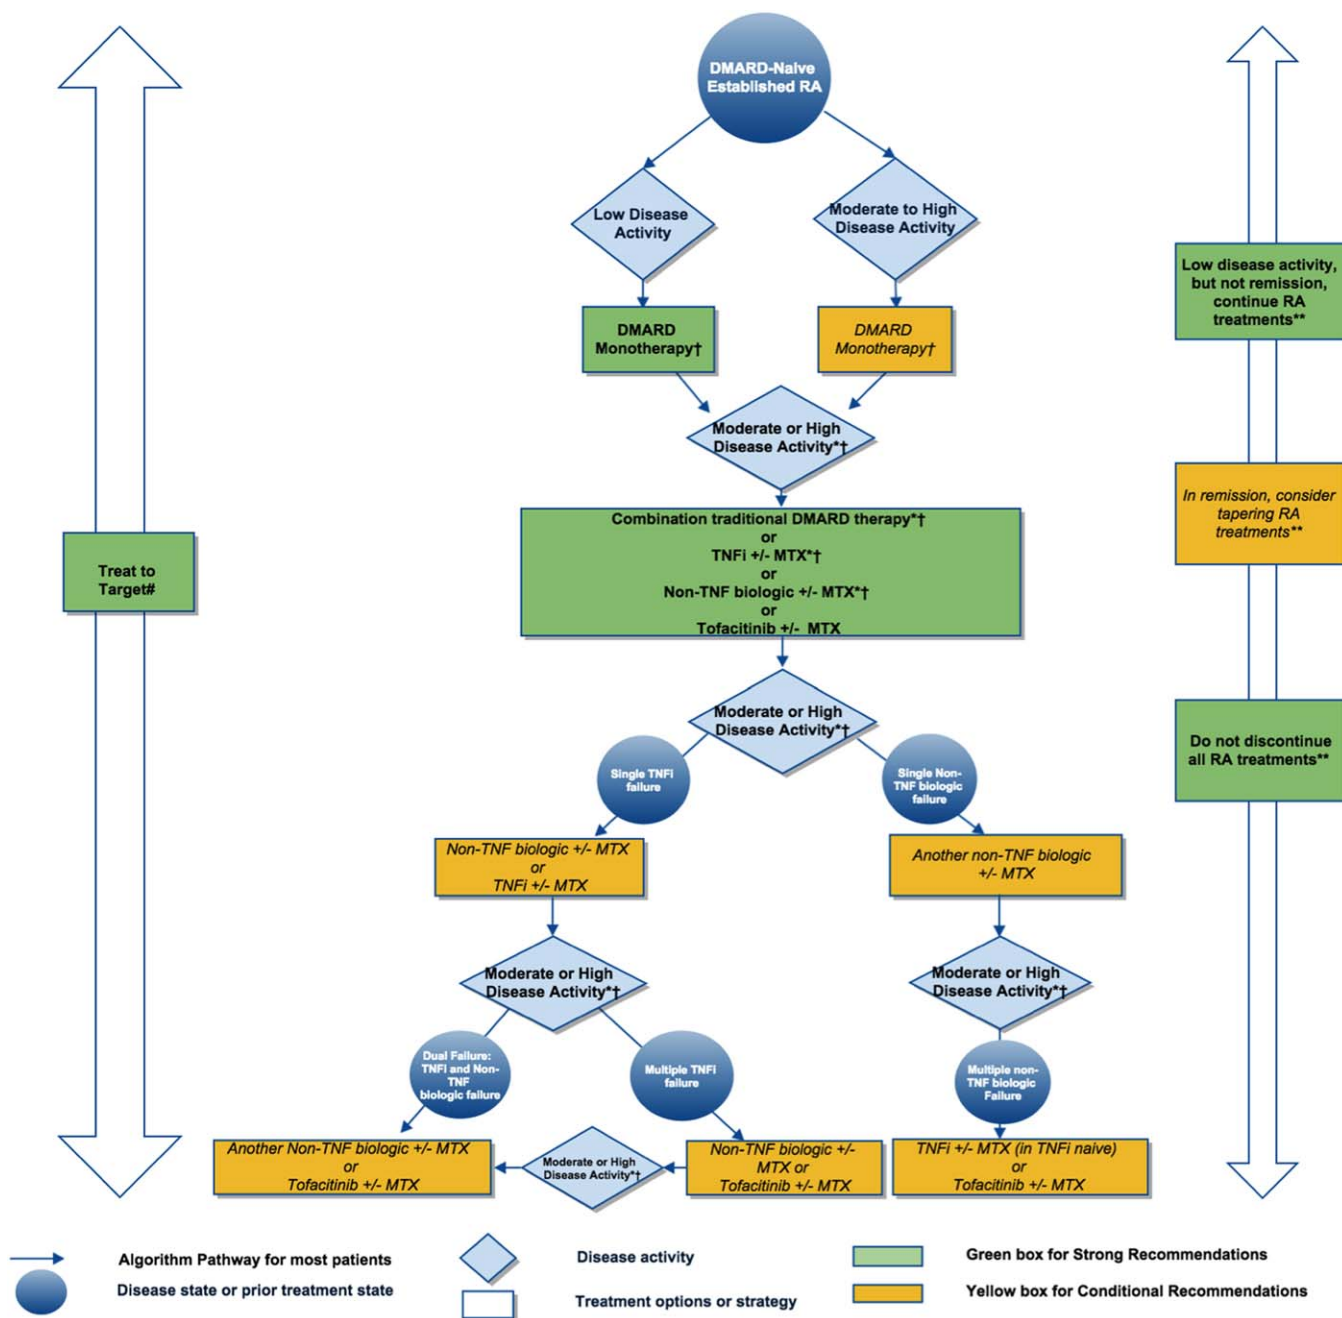 DMARD-Naive
Established RA
Low Disease
Activity
Moderate to High
Disease Activity
DMARD
Monotherapy†
DMARD
Monotherapy†
Moderate or High
Disease Activity*†
Combination traditional DMARD therapy*†
or
TNFi +/- MTX*†
or
Non-TNF biologic +/- MTX*†
or
Tofacitinib +/- MTX
Moderate or High
Disease Activity*†
Single TNFi
failure
Single Non-
TNF biologic
failure
Non-TNF biologic +/- MTX
or
TNFi +/- MTX
Another non-TNF biologic
+/- MTX
Moderate or High
Disease Activity*†
Moderate or High
Disease Activity*†
Dual Failure:
TNFi and Non-
TNF
biologic failure
Multiple TNFi
failure
Multiple non-
TNF biologic
Failure
Another Non-TNF biologic +/- MTX
or
Tofacitinib +/- MTX
Moderate or High
Disease Activity*†
Non-TNF biologic +/-
MTX or
Tofacitinib +/- MTX
TNFi +/- MTX (in TNFi naive)
or
Tofacitinib +/- MTX
Treat to
Target#
Low disease activity,
but not remission,
continue RA
treatments**
In remission, consider
tapering RA
treatments**
Do not discontinue
all RA treatments**
Algorithm Pathway for most patients
Disease state or prior treatment state
Disease activity
Treatment options or strategy
Green box for Strong Recommendations
Yellow box for Conditional Recommendations